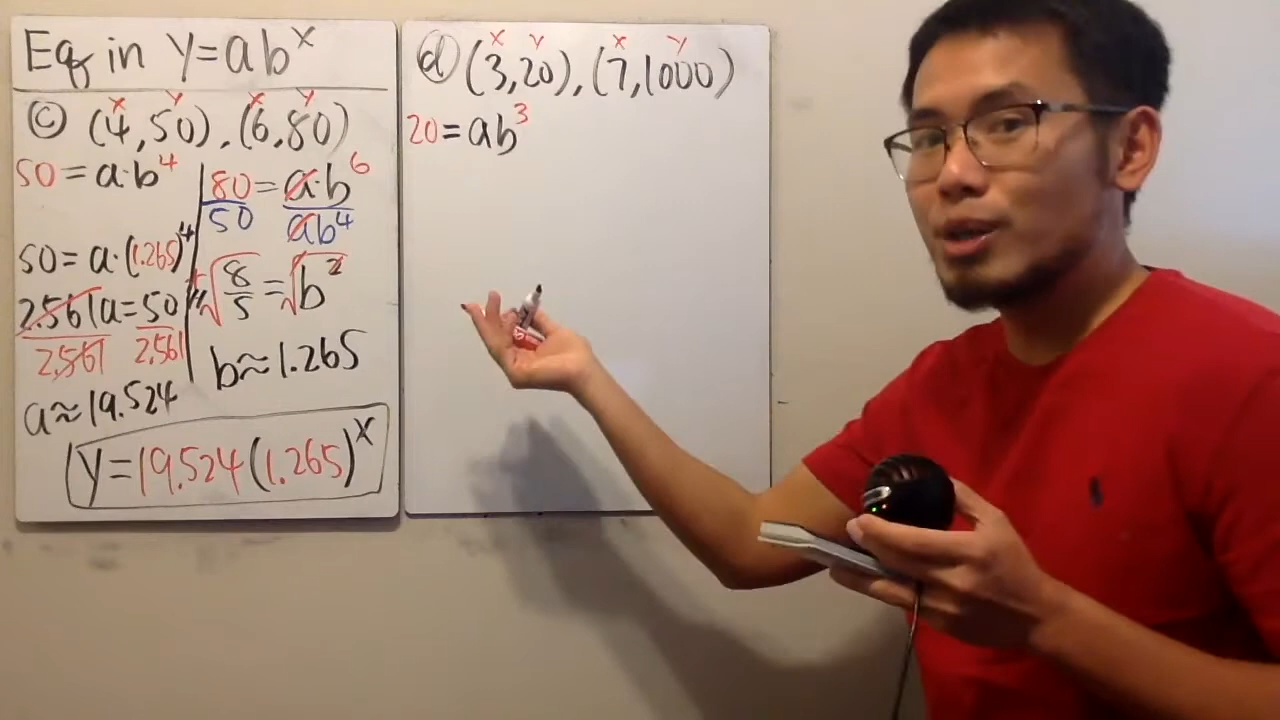 Eq in y=ab^x
ⓒ (4,50), (6,80)
x y x y
50=a·b^4
80/50=a·b^6/ab^4
50=a·(1.265)^4
√(8/5)=√(b^2)
2.561a=50
2.561 2.561
b≈1.265
a≈19.524
y=19.524(1.265)^x
ⓓ (3,20), (7,1000)
x y x y
20=ab^3